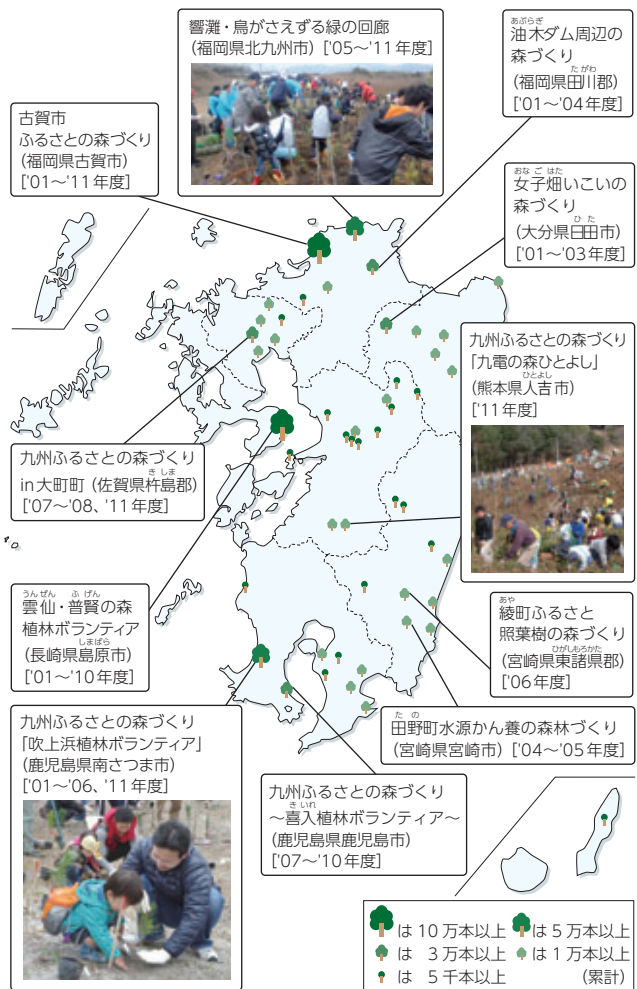 響灘・鳥がさえずる緑の回廊
(福岡県北九州市) ['05~'11年度]
あぶらぎ
油木ダム周辺の
森づくり
たがわ
(福岡県田川郡)
['01~'04年度]
古賀市
ふるさとの森づくり
(福岡県古賀市)
['01~'11年度]
おなごはた
女子畑いこいの
森づくり
ひた
(大分県日田市)
['01~'03年度]
九州ふるさとの森づくり
「九電の森ひとよし」
ひとよし
(熊本県人吉市)
['11年度]
九州ふるさとの森づくり
きしま
in大町町 (佐賀県杵島郡)
['07~'08、'11年度]
うんぜん ふげん
雲仙・普賢の森
植林ボランティア
しまばら
(長崎県島原市)
['01~'10年度]
あや
綾町ふるさと
照葉樹の森づくり
ひがしもろかた
(宮崎県東諸県郡)
['06年度]
たの
田野町水源かん養の森林づくり
(宮崎県宮崎市) ['04~'05年度]
九州ふるさとの森づくり
「吹上浜植林ボランティア」
(鹿児島県南さつま市)
['01~'06、'11年度]
九州ふるさとの森づくり
きいれ
~喜入植林ボランティア~
(鹿児島県鹿児島市)
['07~'10年度]
は 10 万本以上 は 5 万本以上
は 3 万本以上 は 1 万本以上
は 5 千本以上 (累計)